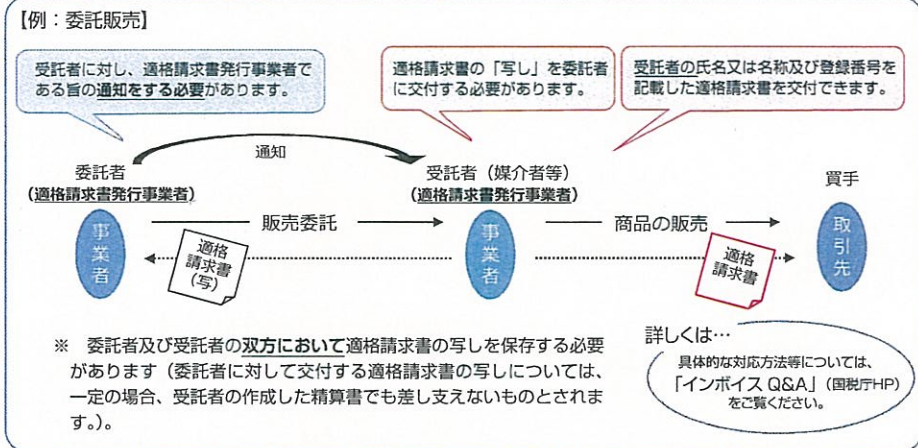 【例：委託販売】
受託者に対し、適格請求書発行事業者で
ある旨の通知をする必要があります。
適格請求書の「写し」を委託者
に交付する必要があります。
受託者の氏名又は名称及び登録番号を
記載した適格請求書を交付できます。
通知
委託者
（適格請求書発行事業者）
受託者（媒介者等）
（適格請求書発行事業者）
買手
事業者
販売委託
事業者
商品の販売
取引先
適格
請求書
（写）
適格
請求書
※　委託者及び受託者の双方において適格請求書の写しを保存する必要
があります（委託者に対して交付する適格請求書の写しについては、
一定の場合、受託者の作成した精算書でも差し支えないものとされま
す。）。
詳しくは…
具体的な対応方法等については、
「インボイス Q&A」（国税庁HP）
をご覧ください。